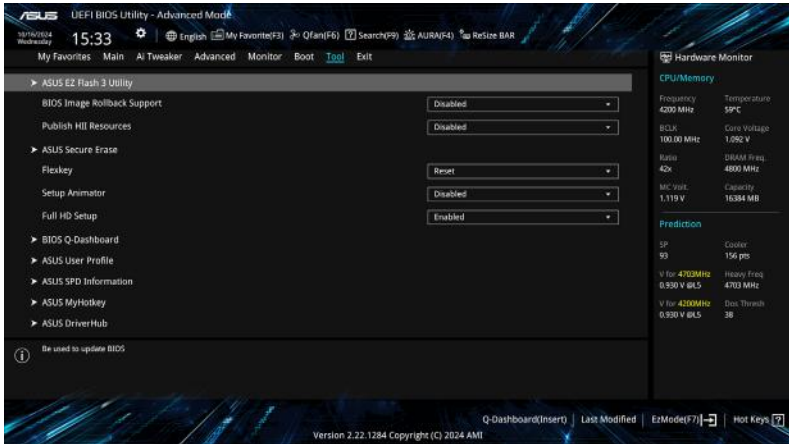 ASUS UEFI BIOS Utility - Advanced Mode
10/16/2024 Wednesday 15:33 English My Favorite(F3) Qfan(F6) Search(F9) AURA(F4) ReSize BAR
My Favorites Main Ai Tweaker Advanced Monitor Boot Tool Exit
Hardware Monitor
ASUS EZ Flash 3 Utility
BIOS Image Rollback Support Disabled
Publish HII Resources Disabled
ASUS Secure Erase
Flexkey Reset
Setup Animator Disabled
Full HD Setup Enabled
BIOS Q-Dashboard
ASUS User Profile
ASUS SPD Information
ASUS MyHotkey
ASUS DriverHub
Be used to update BIOS
CPU/Memory
Frequency Temperature
4200 MHz 59°C
BCLK Core Voltage
100.00 MHz 1.092 V
Ratio DRAM Freq.
42x 4800 MHz
MC Volt. Capacity
1.119 V 16384 MB
Prediction
SP Cooler
93 156 pts
V for 4703MHz Heavy Freq
0.930 V @L5 4703 MHz
V for 4200MHz Dos Thresh
0.930 V @L5 38
Q-Dashboard(Insert) Last Modified EzMode(F7) Hot Keys ?
Version 2.22.1284 Copyright (C) 2024 AMI